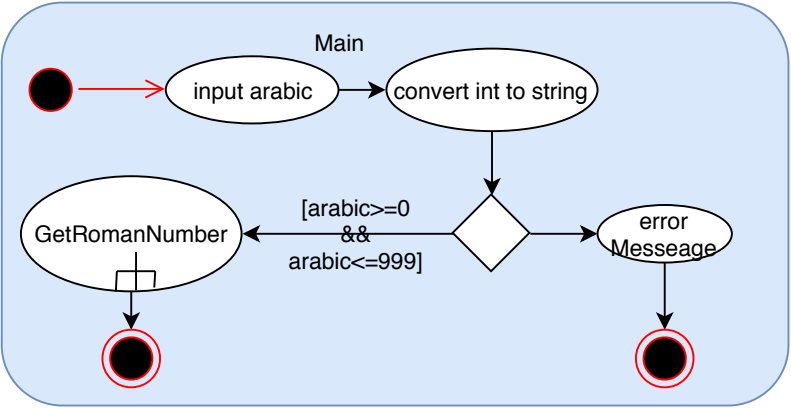 Main
input arabic
convert int to string
[arabic>=0
&&
arabic<=999]
GetRomanNumber
error
Messeage